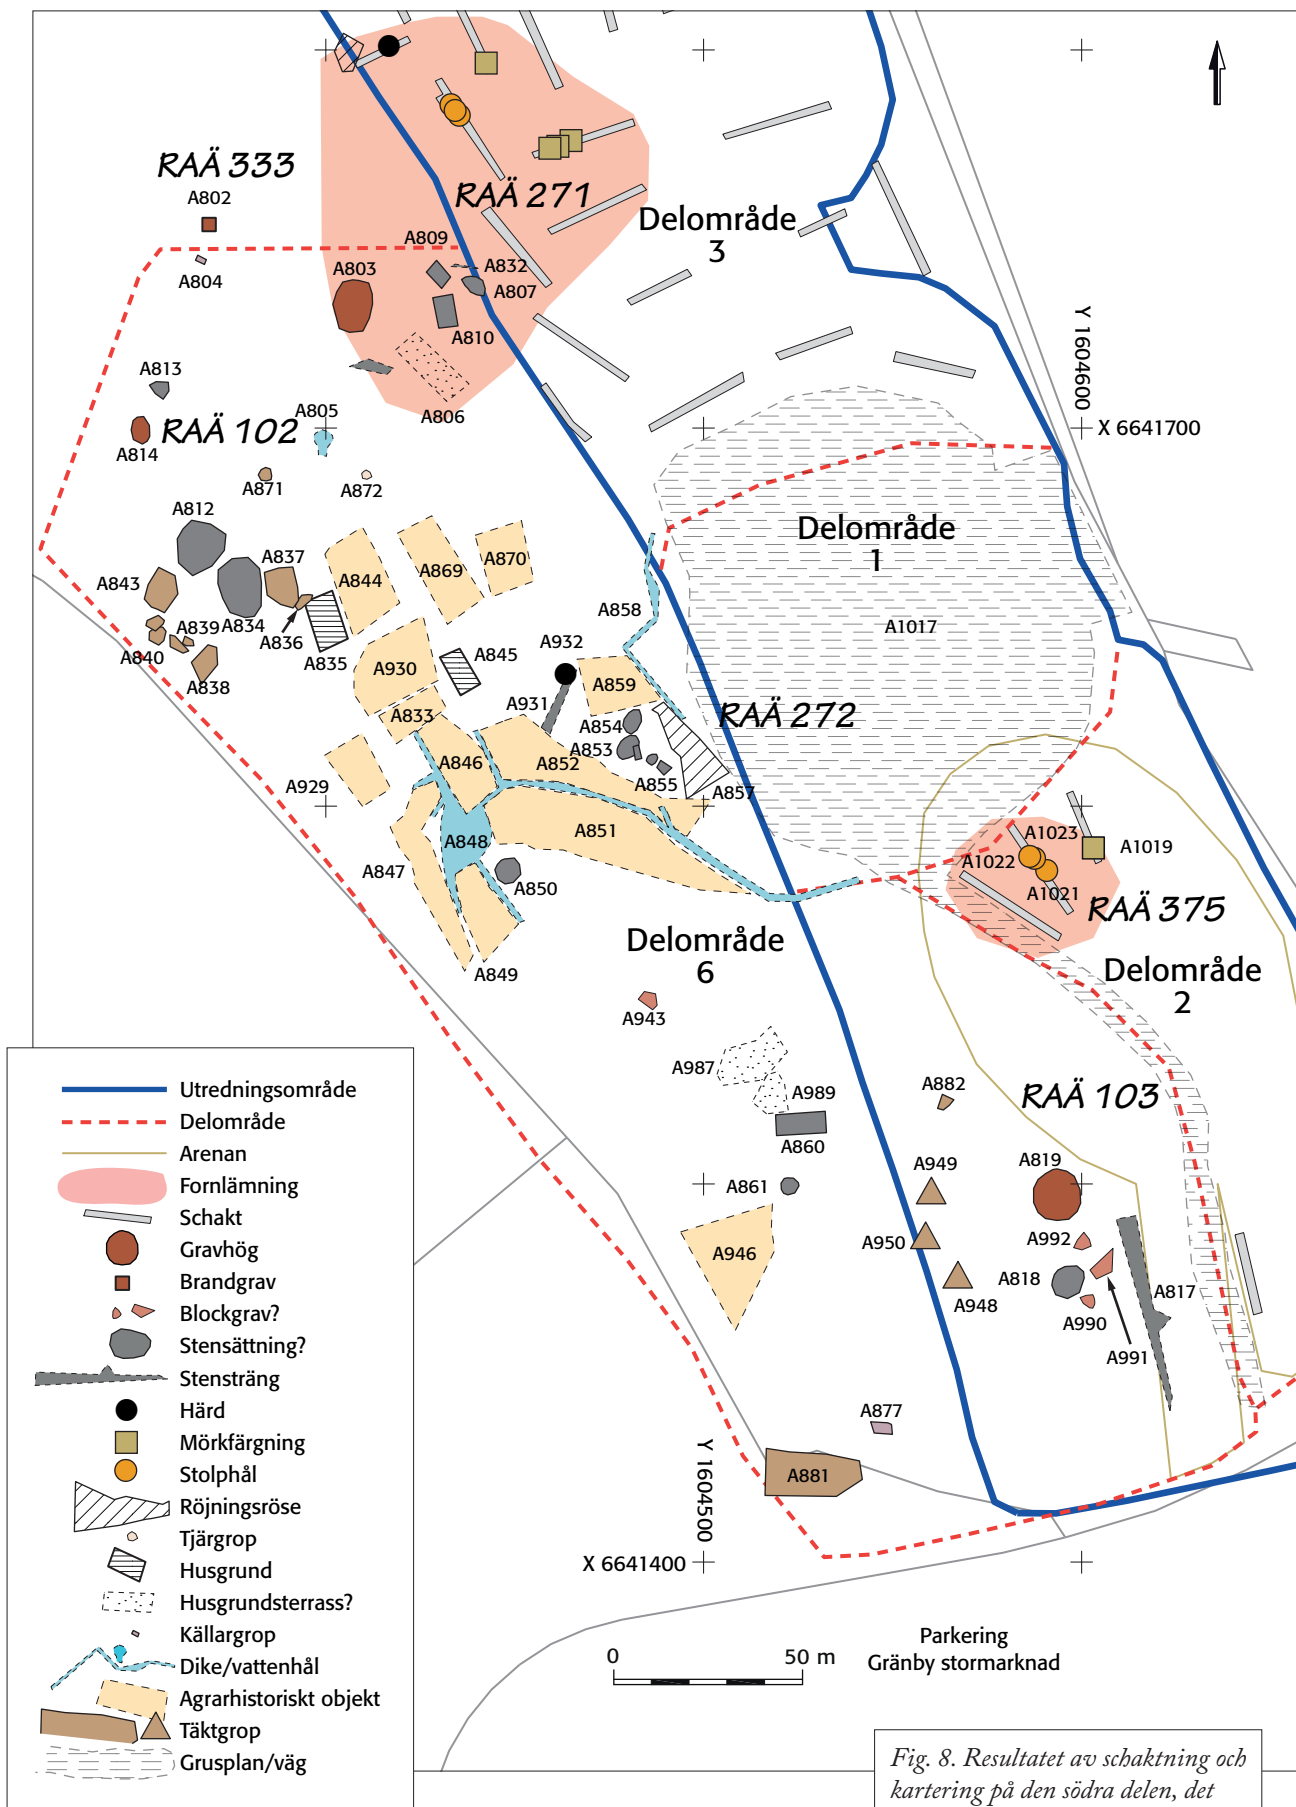 RAÄ 333
A802
A804
RAÄ 271
A809
A803
A832
A807
A810
A806
Delområde
3
Y 1604600
X 6641700
A813
A814
RAÄ 102
A805
A871
A872
A812
A837
A843
A839
A834
A836
A840
A838
A835
A844
A869
A870
A858
A930
A845
A932
A859
A931
A833
A854
A853
A852
A855
A857
A846
A929
A851
A848
A847
A850
A849
Delområde
1
A1017
RAÄ 272
A1023
A1022
A1019
A1021
RAÄ 375
Delområde
2
Delområde
6
A943
A987
A989
A860
A882
RAÄ 103
A861
A949
A819
A946
A950
A992
A818
A817
A948
A990
A991
A877
A881
Y 1604500
X 6641400
Utredningsområde
Delområde
Arenan
Fornlämning
Schakt
Gravhög
Brandgrav
Blockgrav?
Stensättning?
Stensträng
Härd
Mörkfärgning
Stolphål
Röjningsröse
Tjärgrop
Husgrund
Husgrundsterrass?
Källargrop
Dike/vattenhål
Agrarhistoriskt objekt
Täktgrop
Grusplan/väg
0 50 m
Parkering
Gränby stormarknad
Fig. 8. Resultatet av schaktning och
kartering på den södra delen, det